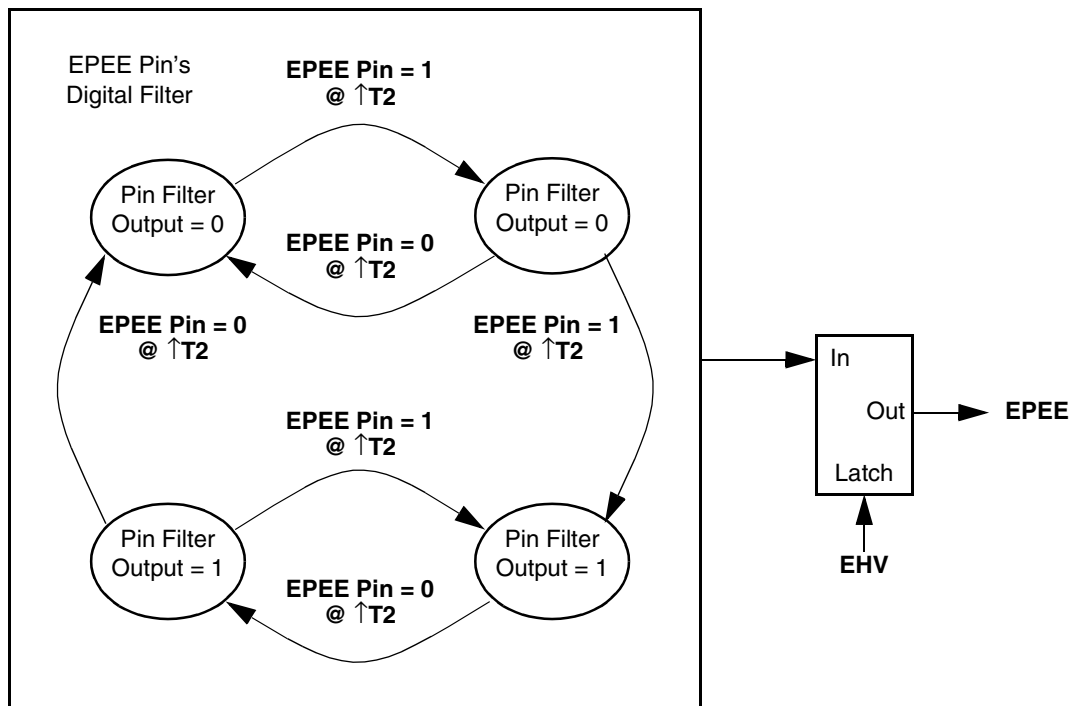 EPEE Pin's
Digital Filter
EPEE Pin = 1
@ ↑T2
Pin Filter
Output = 0
Pin Filter
Output = 0
EPEE Pin = 0
@ ↑T2
EPEE Pin = 0
@ ↑T2
EPEE Pin = 1
@ ↑T2
In
Out
EPEE
Latch
EHV
EPEE Pin = 1
@ ↑T2
Pin Filter
Output = 1
Pin Filter
Output = 1
EPEE Pin = 0
@ ↑T2